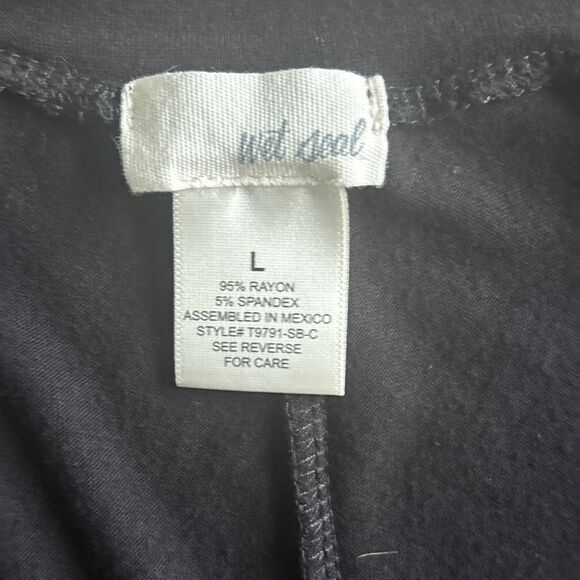 wet seal
L
95% RAYON
5% SPANDEX
ASSEMBLED IN MEXICO
STYLE# T9791-SB-C
SEE REVERSE
FOR CARE